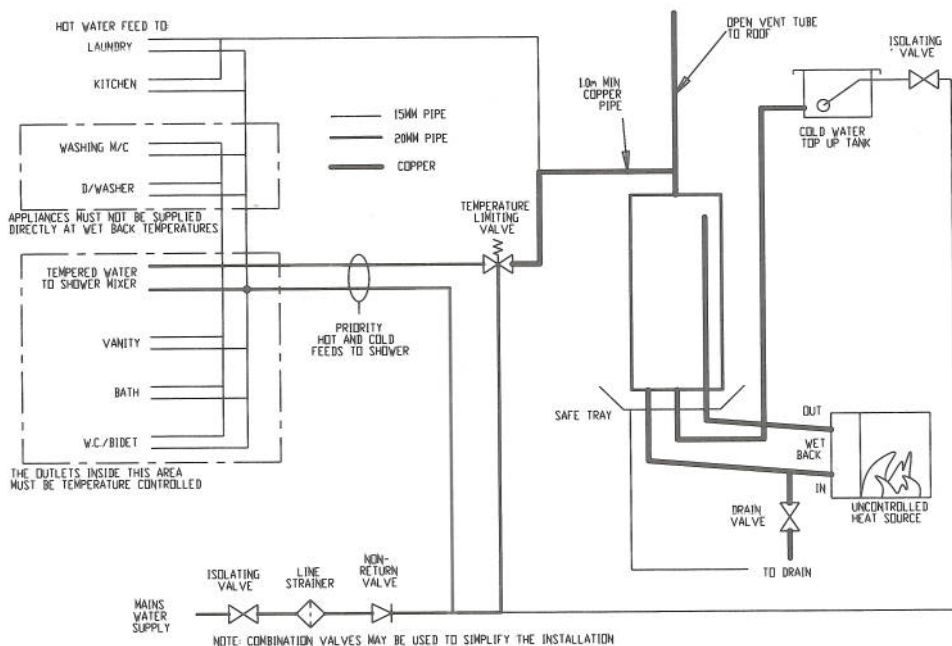 HOT WATER FEED TO:
LAUNDRY
KITCHEN
WASHING M/C
D/WASHER
APPLIANCES MUST NOT BE SUPPLIED
DIRECTLY AT WET BACK TEMPERATURES
TEMPERED WATER
TO SHOWER MIXER
VANITY
BATH
W.C./BIDET
THE OUTLETS INSIDE THIS AREA
MUST BE TEMPERATURE CONTROLLED
15MM PIPE
20MM PIPE
COPPER
PRIORITY
HOT AND COLD
FEEDS TO SHOWER
TEMPERATURE
LIMITING
VALVE
1.0m MIN
COPPER
PIPE
OPEN VENT TUBE
TO ROOF
ISOLATING
VALVE
COLD WATER
TOP UP TANK
SAFE TRAY
OUT
WET
BACK
IN
UNCONTROLLED
HEAT SOURCE
DRAIN
VALVE
TO DRAIN
MAINS
WATER
SUPPLY
ISOLATING
VALVE
LINE
STRAINER
NON-
RETURN
VALVE
NOTE: COMBINATION VALVES MAY BE USED TO SIMPLIFY THE INSTALLATION